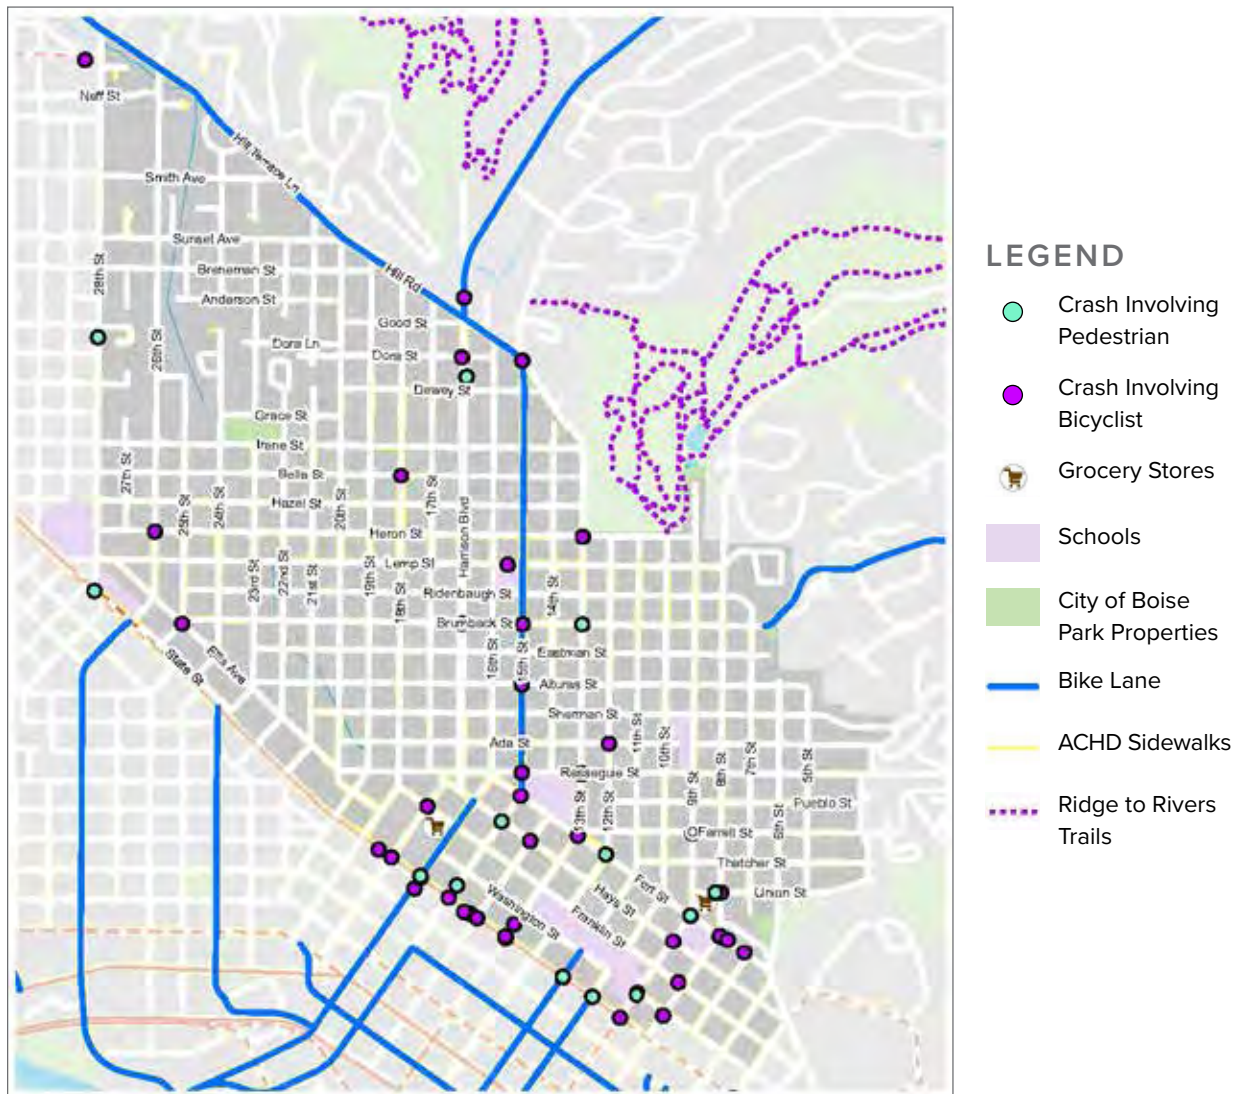 Neff St
Hill Terrace Ln
Smith Ave
Sunset Ave
28th St
Breneman St
Hill Rd
Anderson St
Good St
26th St
Dora Ln
Dora St
Dewey St
Grace St
Irene St
27th St
Bella St
25th St
24th St
Hazel St
20th St
17th St
Harrison Blvd
Heron St
23rd St
22nd St
21st St
19th St
Lemp St
18th St
Ridenbaugh St
14th St
Brumback St
State St
Ellis Ave
16th St
15th St
Eastman St
Alturas St
Sherman St
11th St
10th St
Ada St
Resseguie St
9th St
8th St
7th St
5th St
13th St
12th St
Pueblo St
6th St
O'Farrell St
Thatcher St
Fort St
Union St
Hays St
Washington St
Franklin St
LEGEND
Crash Involving
Pedestrian
Crash Involving
Bicyclist
Grocery Stores
Schools
City of Boise
Park Properties
Bike Lane
ACHD Sidewalks
Ridge to Rivers
Trails